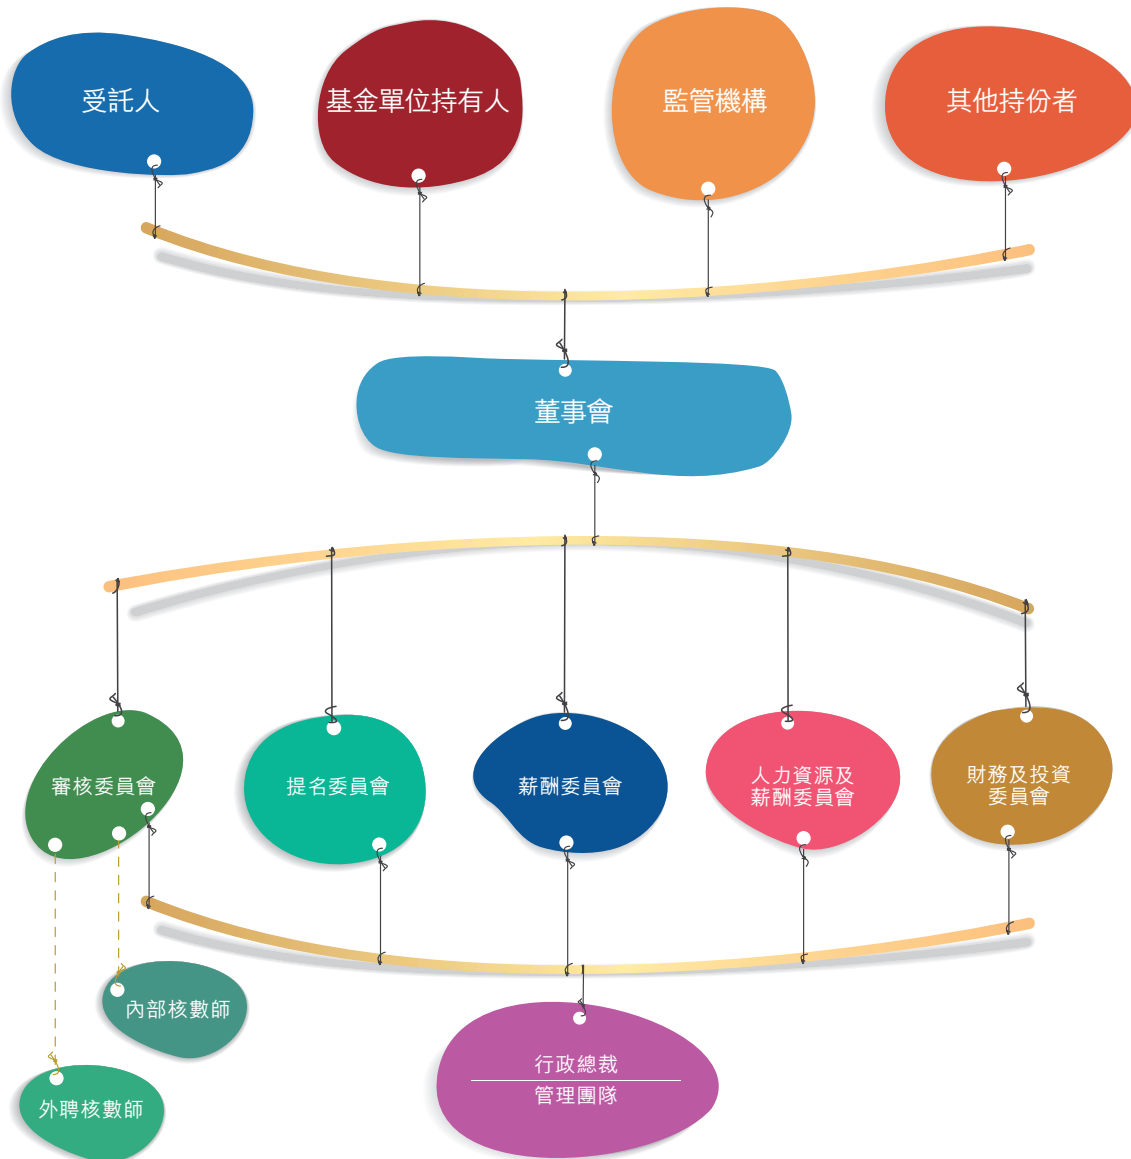 受託人
基金單位持有人
監管機構
其他持份者
董事會
審核委員會
提名委員會
薪酬委員會
人力資源及
薪酬委員會
財務及投資
委員會
內部核數師
外聘核數師
行政總裁
管理團隊